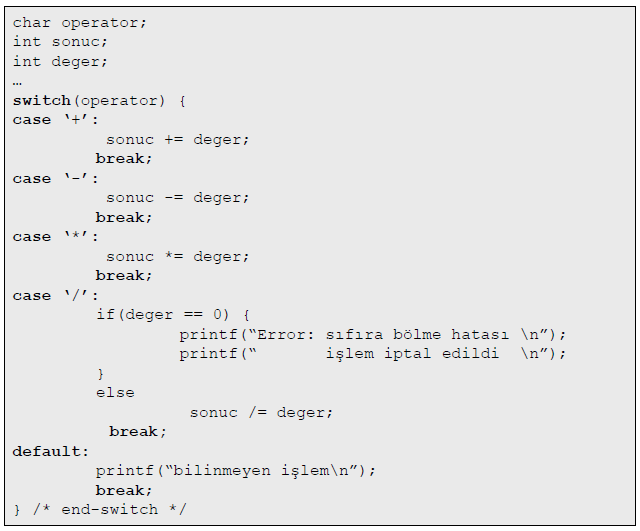 char operator;
int sonuc;
int deger;
…
switch(operator) {
case ‘+’:
sonuc += deger;
break;
case ‘-’:
sonuc -= deger;
break;
case ‘*’:
sonuc *= deger;
break;
case ‘/’:
if(deger == 0) {
printf(“Error: sıfıra bölme hatası \n”);
printf(“ işlem iptal edildi \n”);
}
else
sonuc /= deger;
break;
default:
printf(“bilinmeyen işlem\n”);
break;
} /* end-switch */